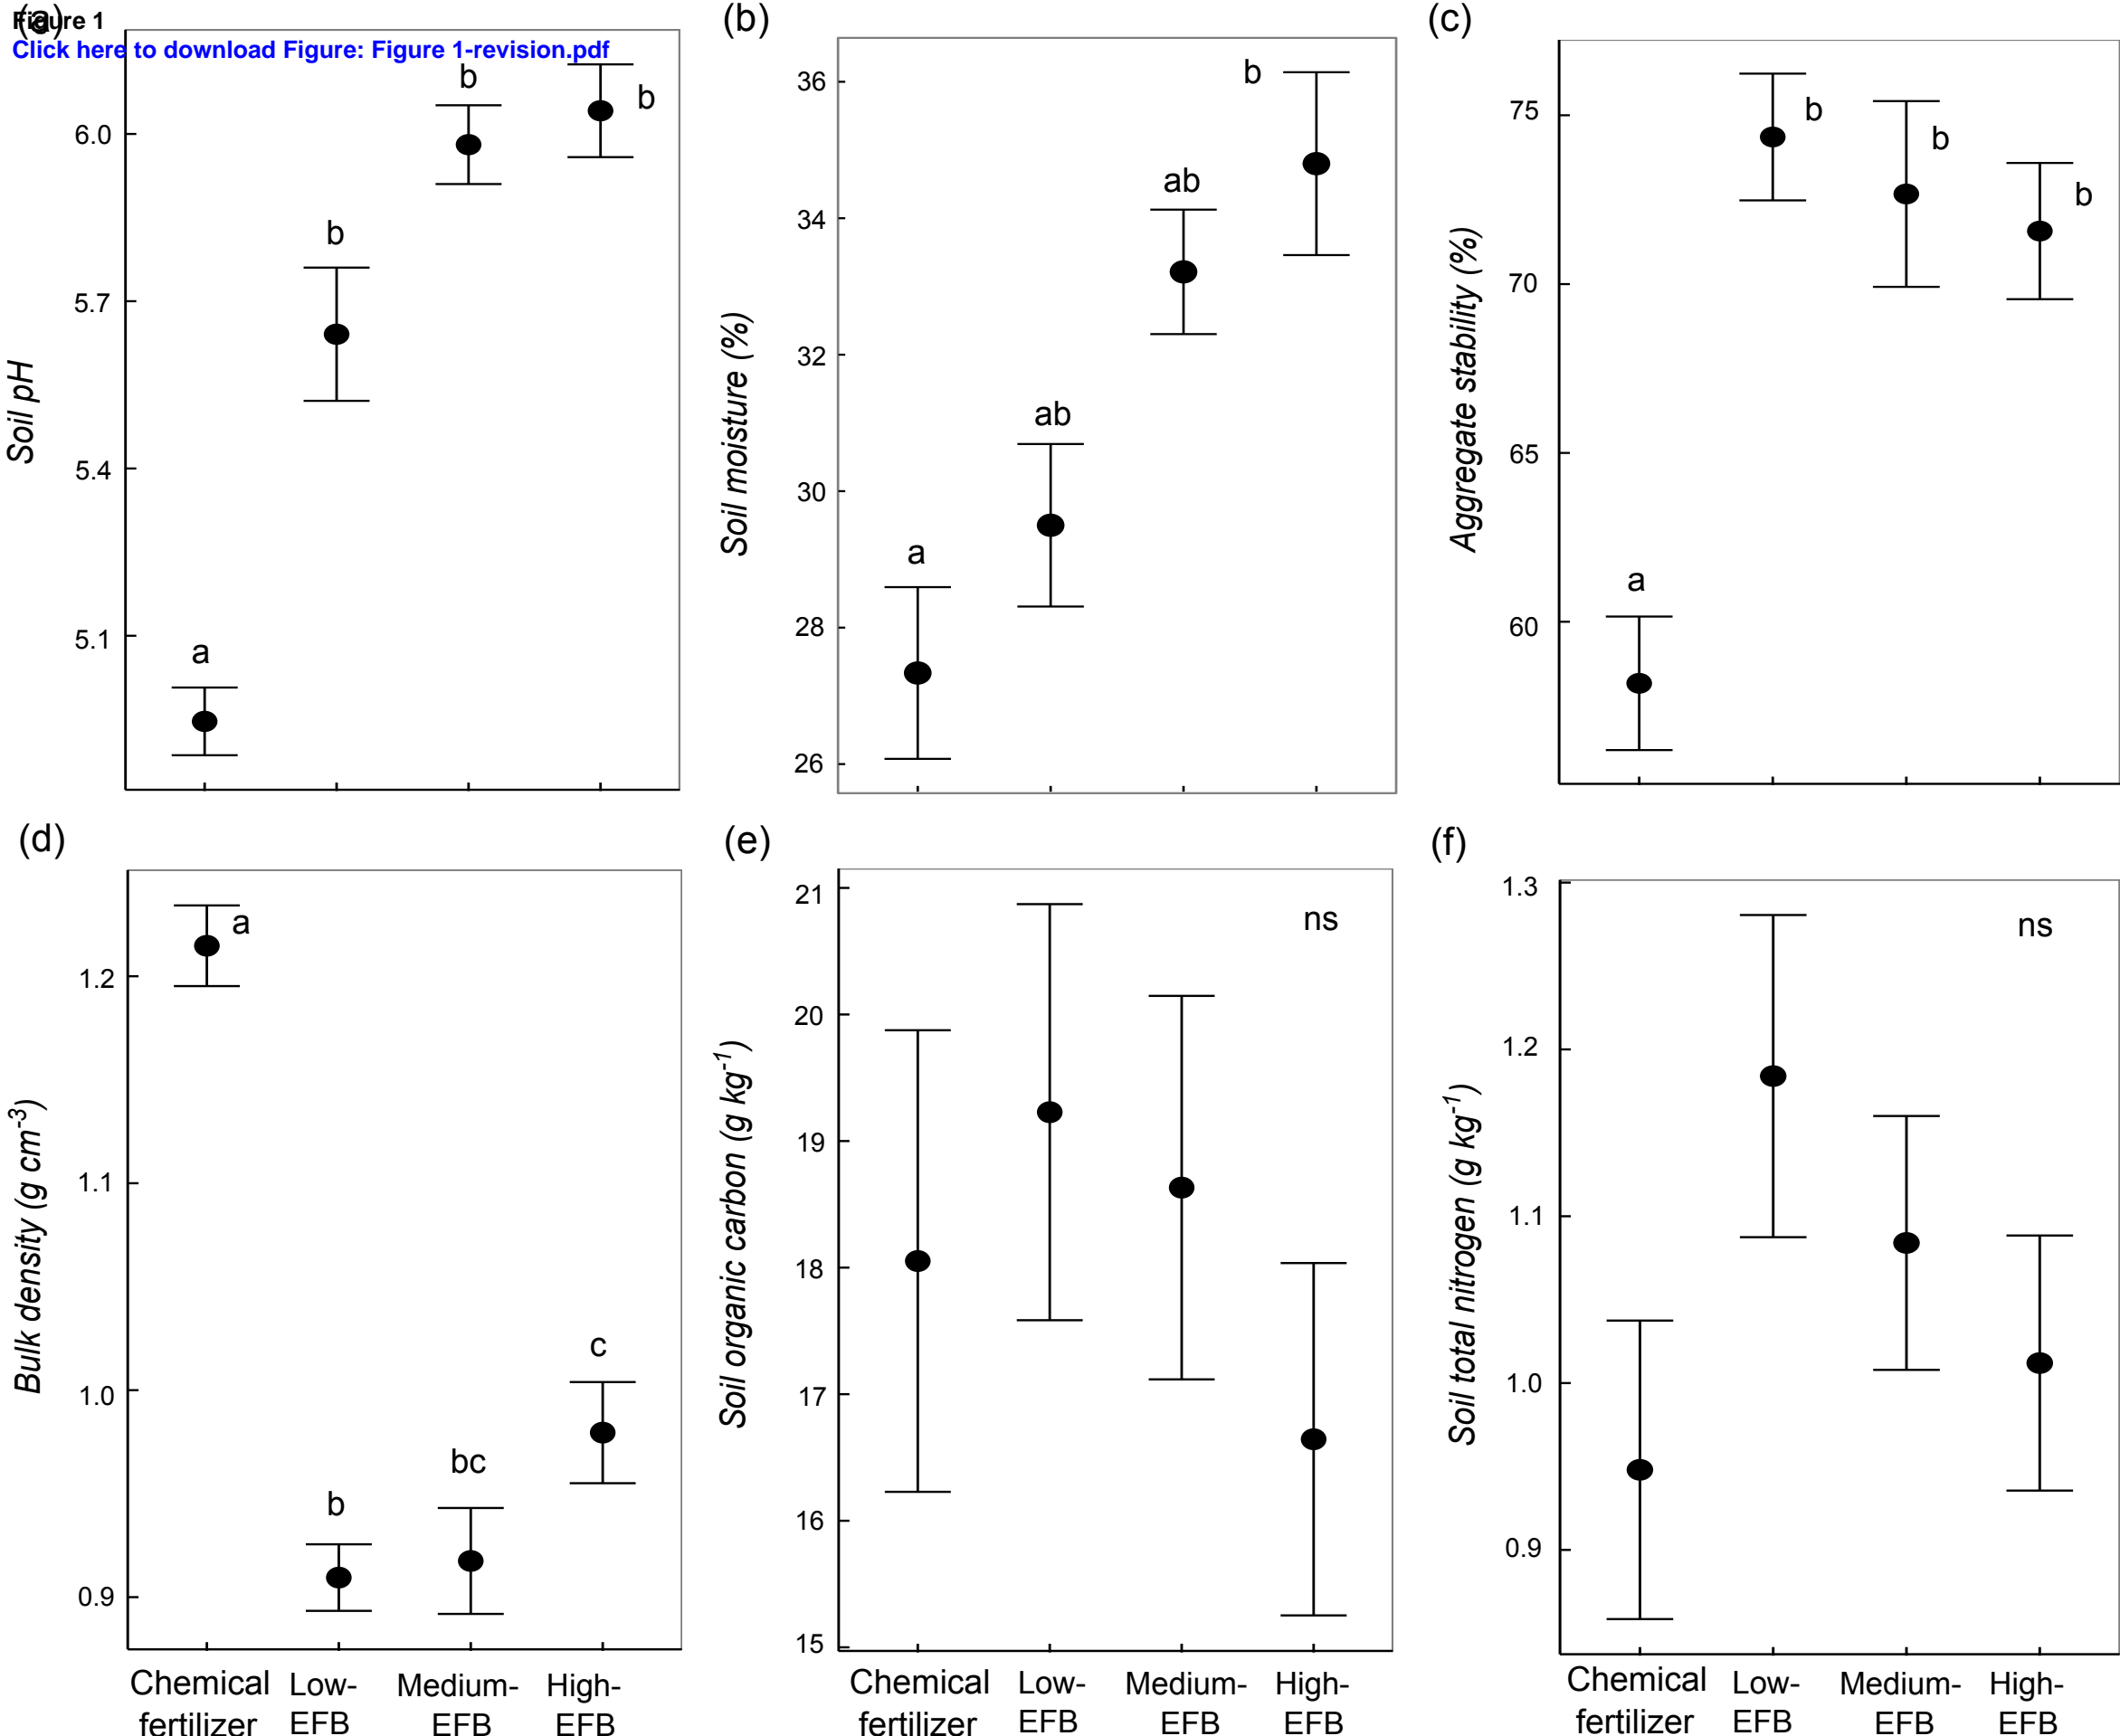 Figure 1
(a)
Click here to download Figure: Figure 1-revision.pdf
Soil pH
6.0
5.7
5.4
5.1
a
b
b
b
(b)
Soil moisture (%)
36
34
32
30
28
26
a
ab
ab
b
(c)
Aggregate stability (%)
75
70
65
60
a
b
b
b
(d)
Bulk density (g cm-3)
1.2
1.1
1.0
0.9
a
b
bc
c
Chemical fertilizer
Low-EFB
Medium-EFB
High-EFB
(e)
Soil organic carbon (g kg-1)
21
20
19
18
17
16
15
ns
Chemical fertilizer
Low-EFB
Medium-EFB
High-EFB
(f)
Soil total nitrogen (g kg-1)
1.3
1.2
1.1
1.0
0.9
ns
Chemical fertilizer
Low-EFB
Medium-EFB
High-EFB